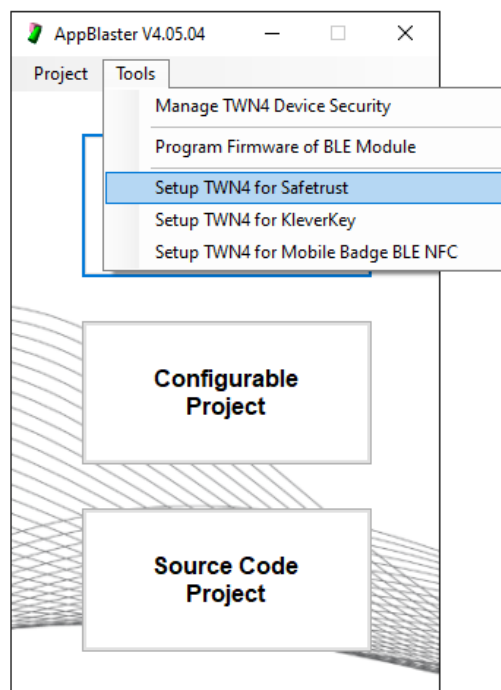 AppBlaster V4.05.04
Project Tools
Manage TWN4 Device Security
Program Firmware of BLE Module
Setup TWN4 for Safetrust
Setup TWN4 for KleverKey
Setup TWN4 for Mobile Badge BLE NFC
Configurable
Project
Source Code
Project